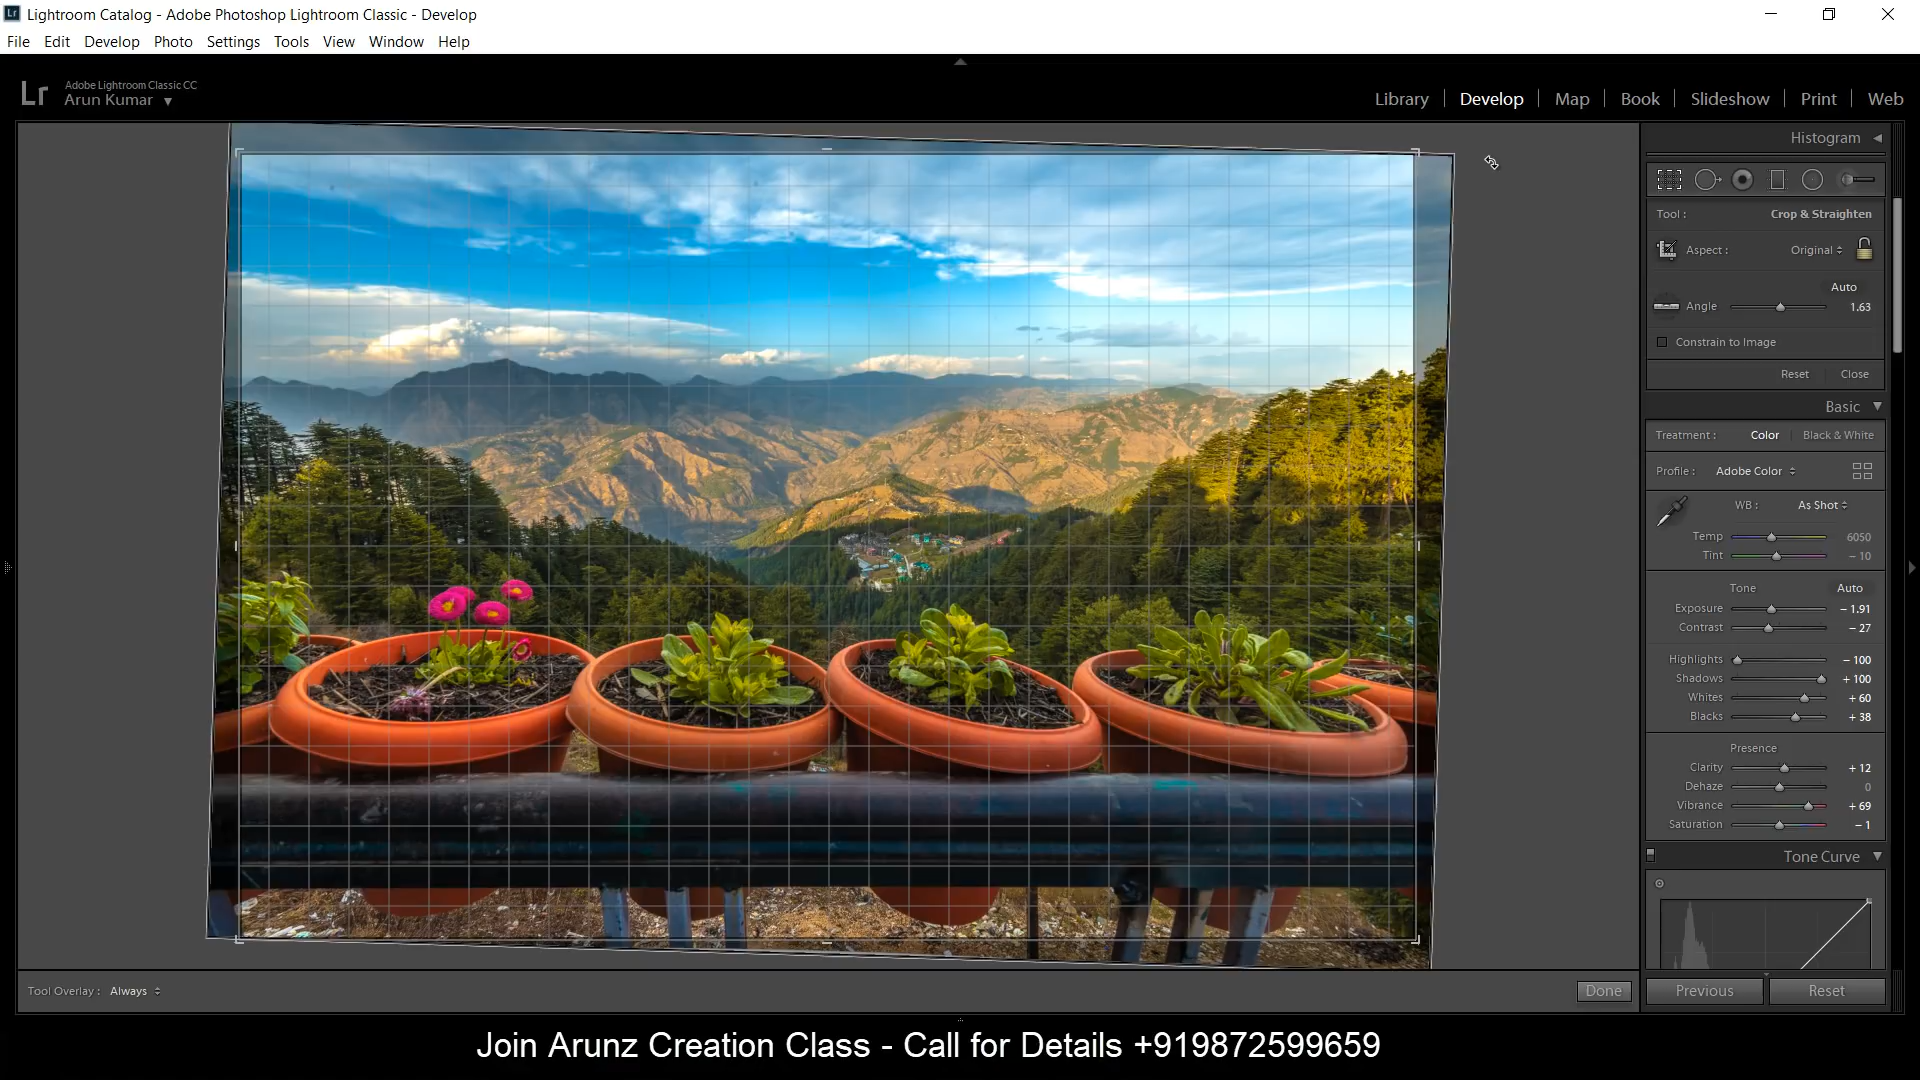 Lightroom Catalog - Adobe Photoshop Lightroom Classic - Develop
File Edit Develop Photo Settings Tools View Window Help
Lr
Adobe Lightroom Classic CC
Arun Kumar
Library | Develop | Map | Book | Slideshow | Print | Web
Histogram
Tool : Crop & Straighten
Aspect : Original
Auto
Angle 1.63
Constrain to Image
Reset Close
Basic
Treatment : Color Black & White
Profile : Adobe Color
WB : As Shot
Temp 6050
Tint - 10
Tone Auto
Exposure - 1.91
Contrast - 27
Highlights - 100
Shadows + 100
Whites + 60
Blacks + 38
Presence
Clarity + 12
Dehaze 0
Vibrance + 69
Saturation - 1
Tone Curve
Tool Overlay : Always
Done
Previous Reset
Join Arunz Creation Class - Call for Details +919872599659